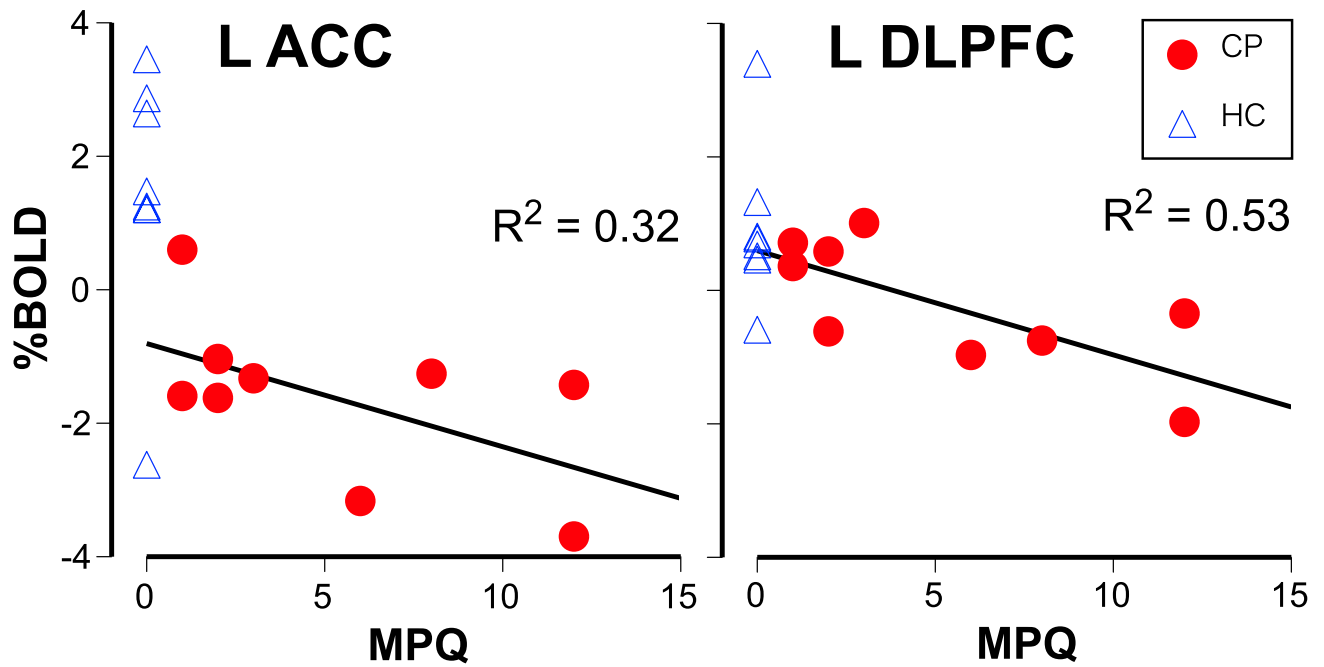 L ACC
4
2
0
-2
-4
%BOLD
R² = 0.32
0 5 10 15
MPQ
L DLPFC
CP
HC
R² = 0.53
0 5 10 15
MPQ